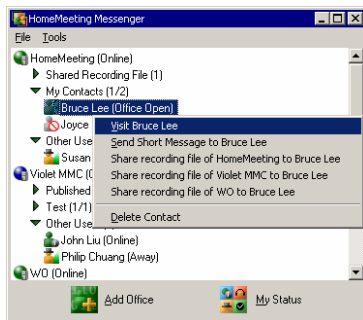 HomeMeeting Messenger
File Tools
HomeMeeting (Online)
Shared Recording File (1)
My Contacts (1/2)
Bruce Lee (Office Open)
Joyce
Visit Bruce Lee
Send Short Message to Bruce Lee
Share recording file of HomeMeeting to Bruce Lee
Share recording file of Violet MMC to Bruce Lee
Share recording file of WO to Bruce Lee
Delete Contact
Other Use
Susan
Violet MMC (
Published
Test (1/1)
Other Use
John Liu (Online)
Philip Chuang (Away)
WO (Online)
Add Office
My Status